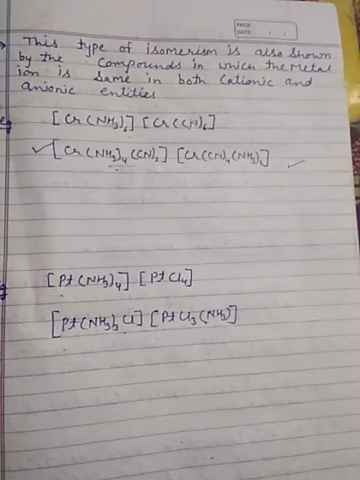 PAGE
DATE
→ This type of isomerism is also shown
by the compounds in which the Metal
ion is same in both Cationic and
anionic entities
eg [Cr(NH₃)₆] [Cr(CN)₆]
✓[Cr(NH₃)₄(CN)₂] [Cr(CN)₄(NH₃)₂] ✓
[Pt(NH₃)₄] [PtCl₄]
[Pt(NH₃)₃Cl] [PtCl₃(NH₃)]